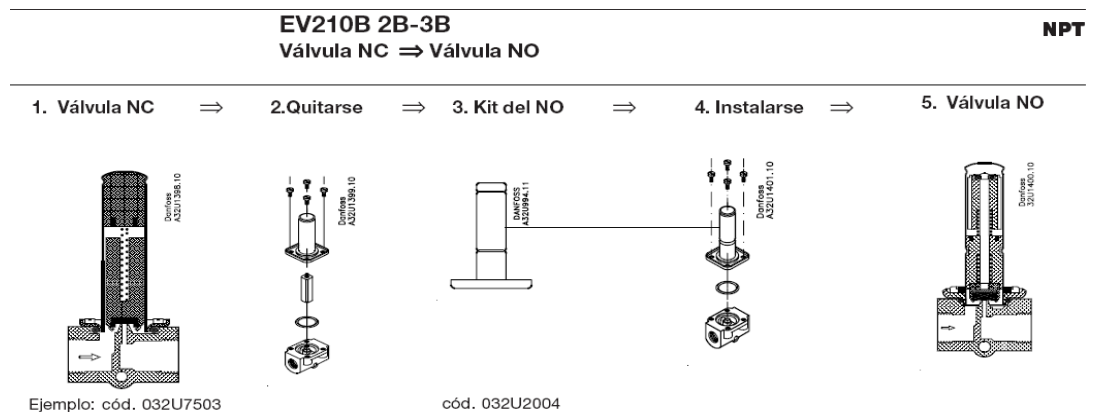 EV210B 2B-3B
NPT
Válvula NC ⇒ Válvula NO
1. Válvula NC ⇒ 2.Quitarse ⇒ 3. Kit del NO ⇒ 4. Instalarse ⇒ 5. Válvula NO
Danfoss
A32U1398.10
Danfoss
A32U1399.10
DANFOSS
A32U994.11
Danfoss
A32U1401.10
Danfoss
32U1400.10
Ejemplo: cód. 032U7503
cód. 032U2004